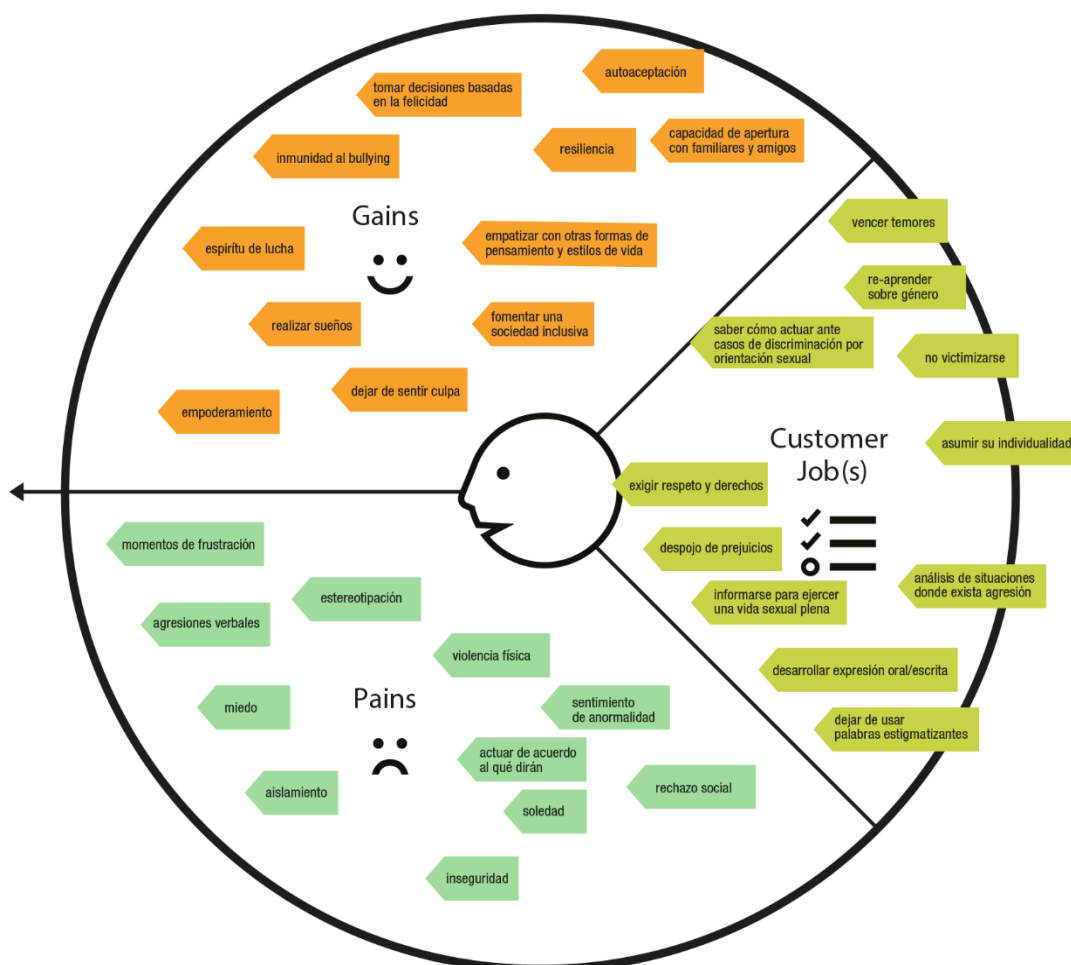 autoaceptación
tomar decisiones basadas
en la felicidad
capacidad de apertura
con familiares y amigos
resiliencia
inmunidad al bullying
Gains
espirítu de lucha
empatizar con otras formas de
pensamiento y estilos de vida
realizar sueños
fomentar una
sociedad inclusiva
dejar de sentir culpa
empoderamiento
vencer temores
re-aprender
sobre género
saber cómo actuar ante
casos de discriminación por
orientación sexual
no victimizarse
Customer
Job(s)
asumir su individualidad
exigir respeto y derechos
despojo de prejuicios
informarse para ejercer
una vida sexual plena
análisis de situaciones
donde exista agresión
desarrollar expresión oral/escrita
dejar de usar
palabras estigmatizantes
momentos de frustración
estereotipación
agresiones verbales
violencia física
Pains
miedo
sentimiento
de anormalidad
actuar de acuerdo
al qué dirán
aislamiento
rechazo social
soledad
inseguridad